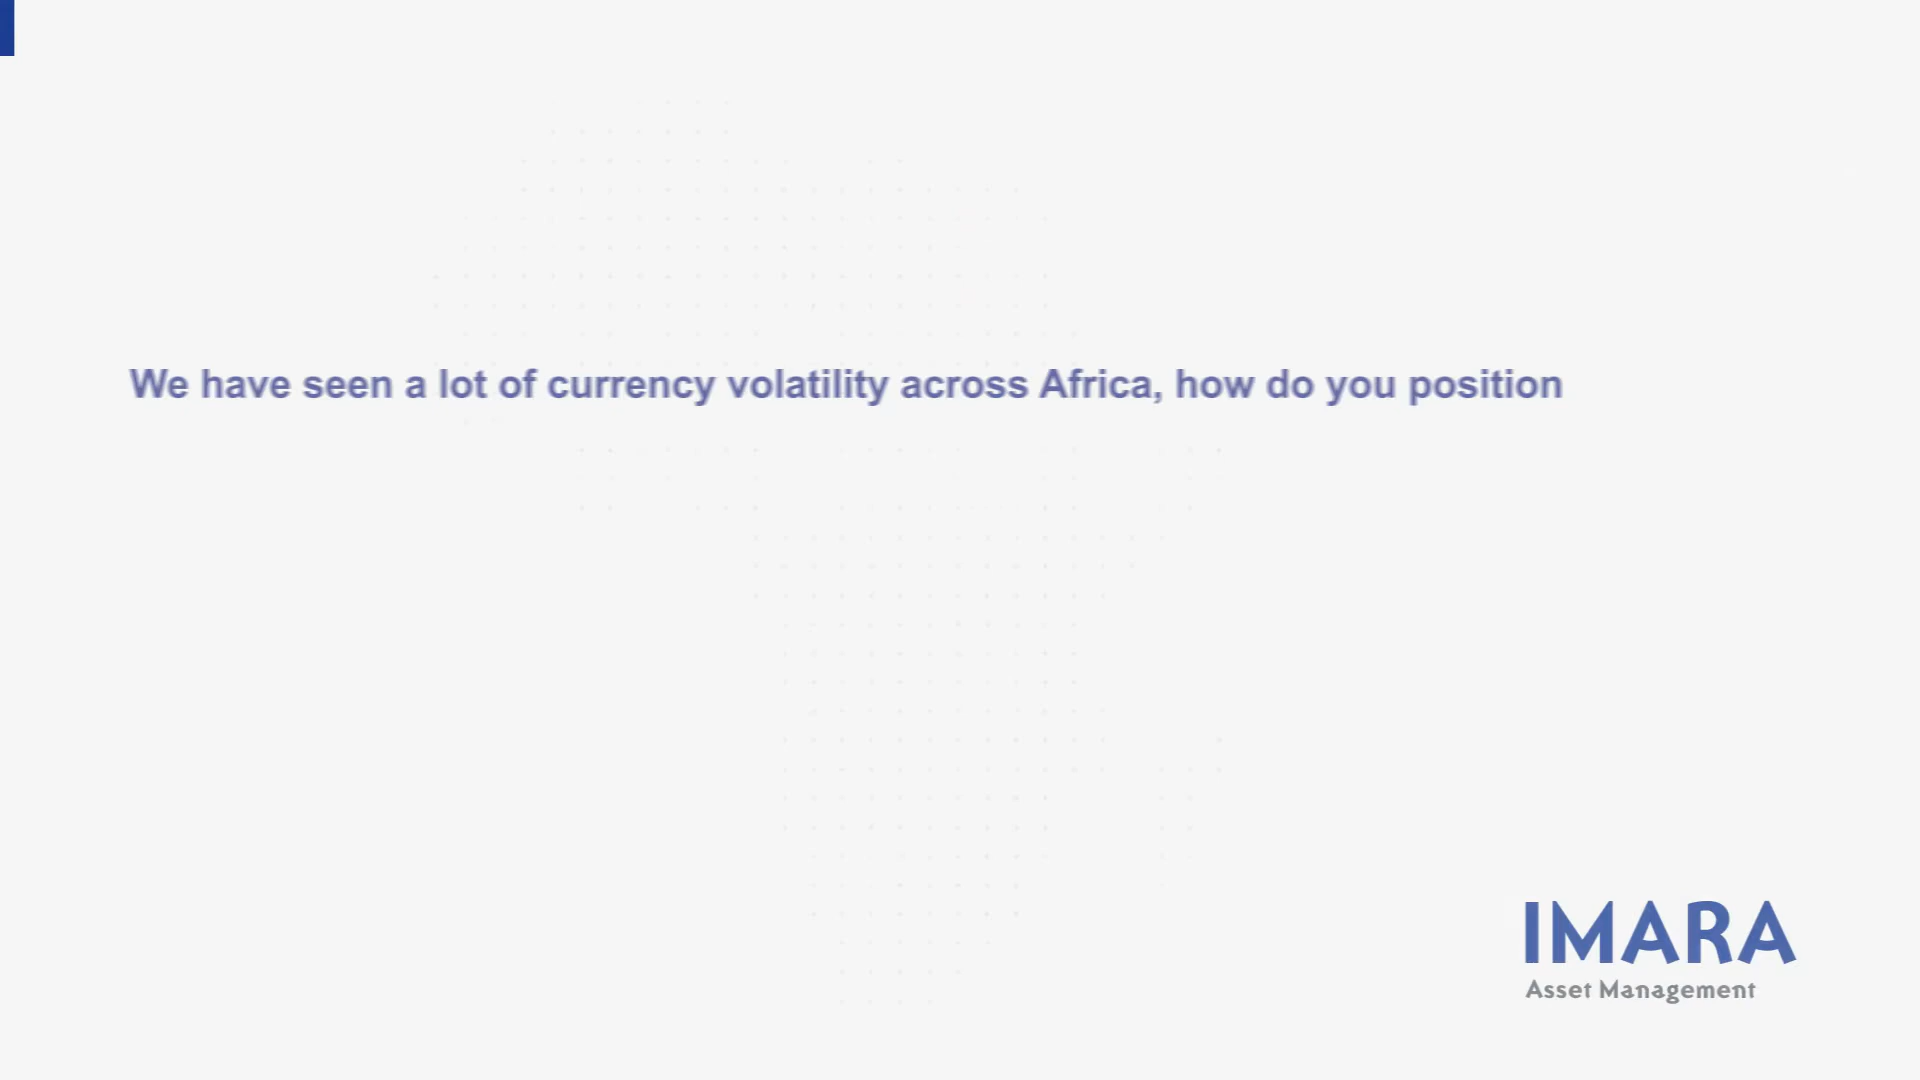 We have seen a lot of currency volatility across Africa, how do you position
IMARA
Asset Management